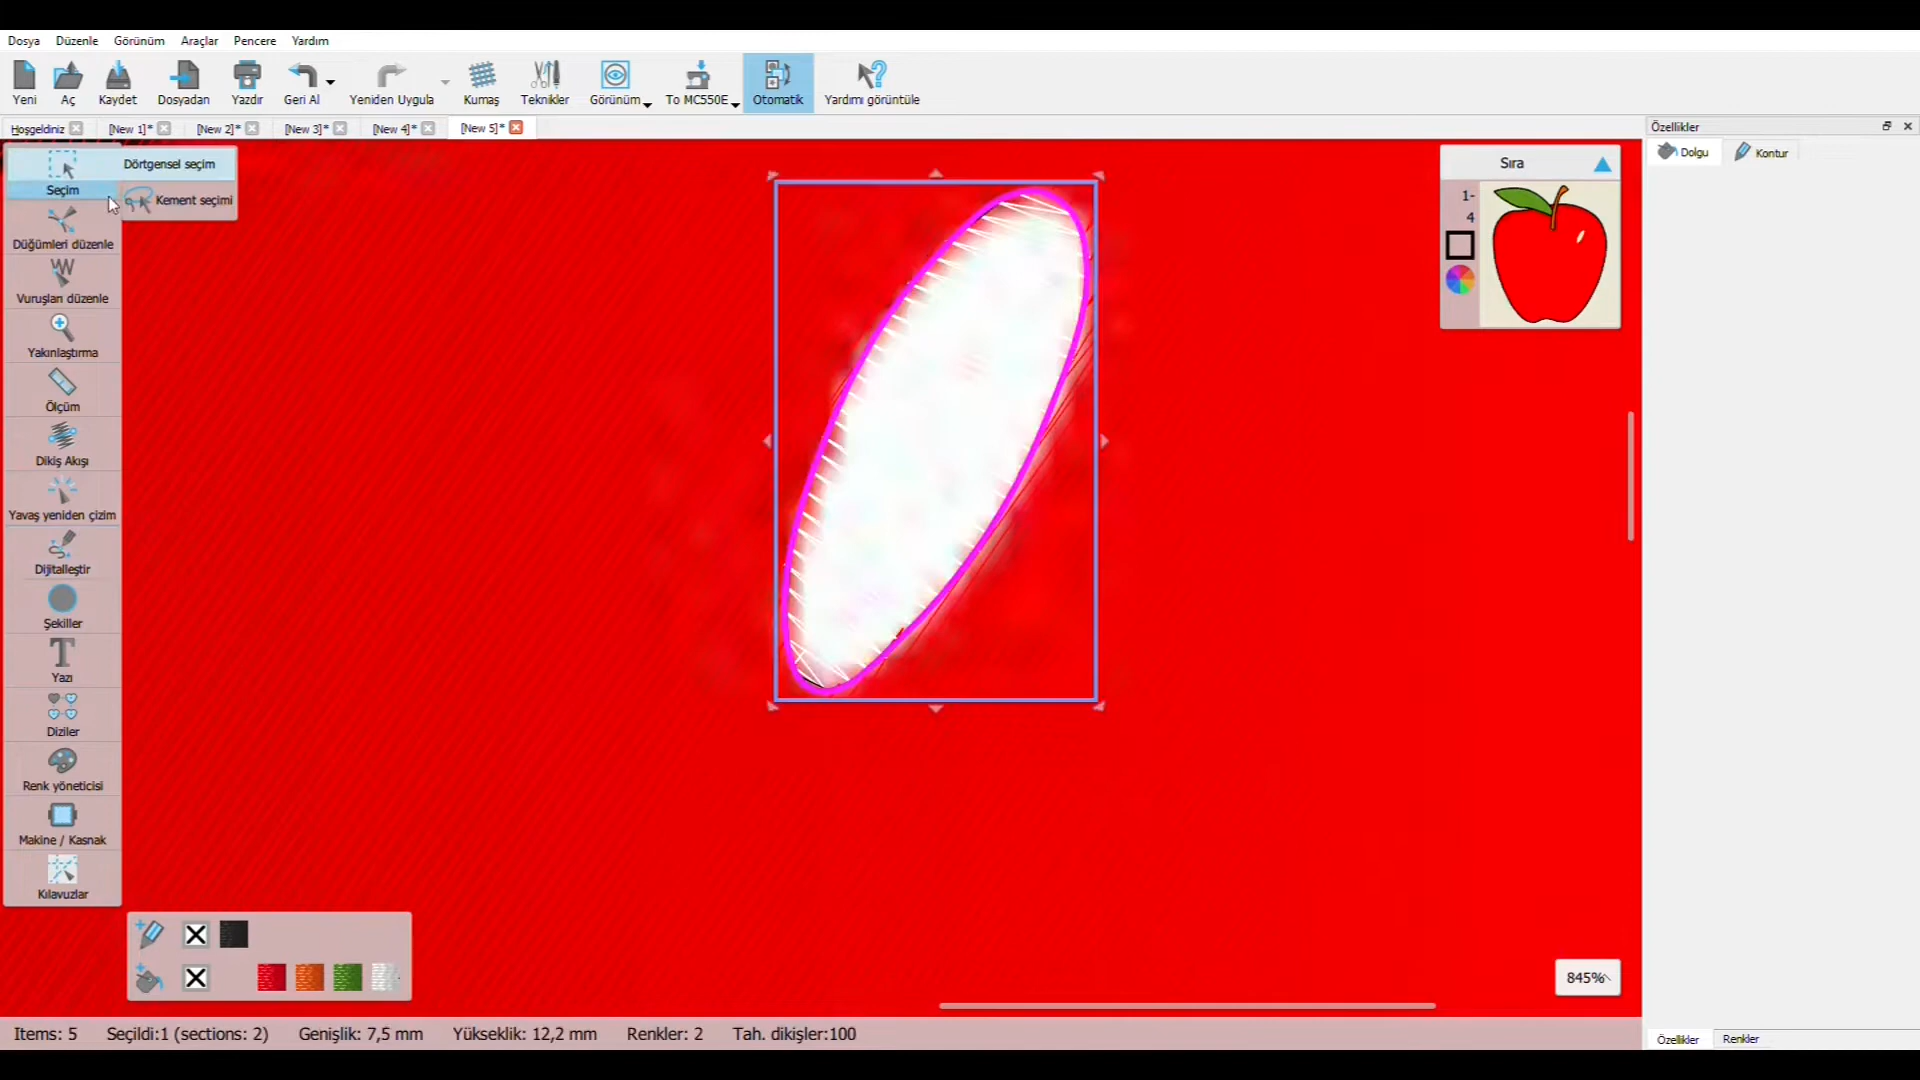 Dosya Düzenle Görünüm Araçlar Pencere Yardım
Yeni Aç Kaydet Dosyadan Yazdır Geri Al Yeniden Uygula Kumaş Teknikler Görünüm To MC550E Otomatik Yardımı görüntüle
Hoşgeldiniz [New 1]* [New 2]* [New 3]* [New 4]* [New 5]*
Özellikler
Dolgu Kontur
Seçim
Dörtgensel seçim
Kement seçimi
Düğümleri düzenle
Vuruşları düzenle
Yakınlaştırma
Ölçüm
Dikiş Akışı
Yavaş yeniden çizim
Dijitalleştir
Şekiller
Yazı
Diziler
Renk yöneticisi
Makine / Kasnak
Kılavuzlar
Sıra
1-
4
845%
Items: 5 Seçildi:1 (sections: 2) Genişlik: 7,5 mm Yükseklik: 12,2 mm Renkler: 2 Tah. dikişler:100
Özellikler Renkler